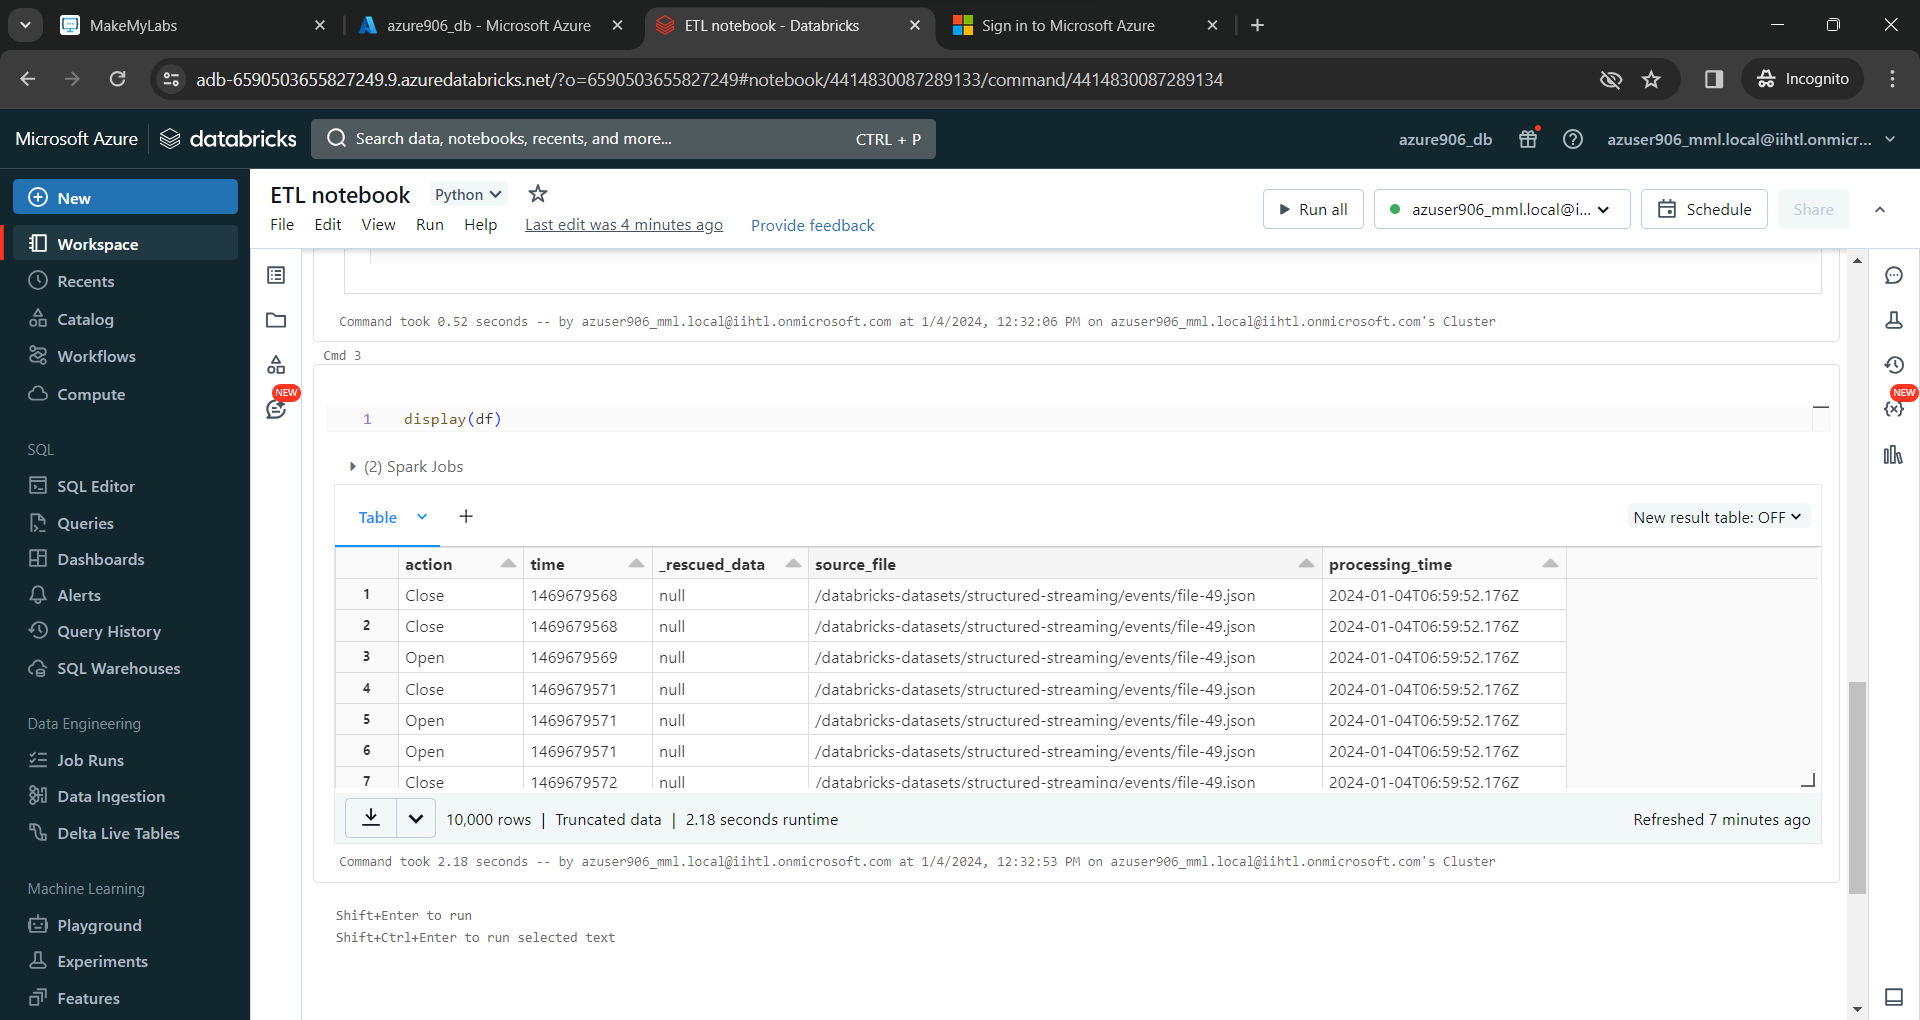 MakeMyLabs
azure906_db - Microsoft Azure
ETL notebook - Databricks
Sign in to Microsoft Azure
adb-6590503655827249.9.azuredatabricks.net/?o=6590503655827249#notebook/4414830087289133/command/4414830087289134
Incognito
Microsoft Azure
databricks
Search data, notebooks, recents, and more...
CTRL + P
azure906_db
azuser906_mml.local@iihtl.onmicr...
New
Workspace
Recents
Catalog
Workflows
Compute
SQL
SQL Editor
Queries
Dashboards
Alerts
Query History
SQL Warehouses
Data Engineering
Job Runs
Data Ingestion
Delta Live Tables
Machine Learning
Playground
Experiments
Features
ETL notebook
Python
File Edit View Run Help
Last edit was 4 minutes ago
Provide feedback
Run all
azuser906_mml.local@i...
Schedule
Share
NEW
NEW
Command took 0.52 seconds -- by azuser906_mml.local@iihtl.onmicrosoft.com at 1/4/2024, 12:32:06 PM on azuser906_mml.local@iihtl.onmicrosoft.com's Cluster
Cmd 3
1 display(df)
(2) Spark Jobs
Table
New result table: OFF
action time _rescued_data source_file processing_time
1 Close 1469679568 null /databricks-datasets/structured-streaming/events/file-49.json 2024-01-04T06:59:52.176Z
2 Close 1469679568 null /databricks-datasets/structured-streaming/events/file-49.json 2024-01-04T06:59:52.176Z
3 Open 1469679569 null /databricks-datasets/structured-streaming/events/file-49.json 2024-01-04T06:59:52.176Z
4 Close 1469679571 null /databricks-datasets/structured-streaming/events/file-49.json 2024-01-04T06:59:52.176Z
5 Open 1469679571 null /databricks-datasets/structured-streaming/events/file-49.json 2024-01-04T06:59:52.176Z
6 Open 1469679571 null /databricks-datasets/structured-streaming/events/file-49.json 2024-01-04T06:59:52.176Z
7 Close 1469679572 null /databricks-datasets/structured-streaming/events/file-49.json 2024-01-04T06:59:52.176Z
10,000 rows | Truncated data | 2.18 seconds runtime
Refreshed 7 minutes ago
Command took 2.18 seconds -- by azuser906_mml.local@iihtl.onmicrosoft.com at 1/4/2024, 12:32:53 PM on azuser906_mml.local@iihtl.onmicrosoft.com's Cluster
Shift+Enter to run
Shift+Ctrl+Enter to run selected text